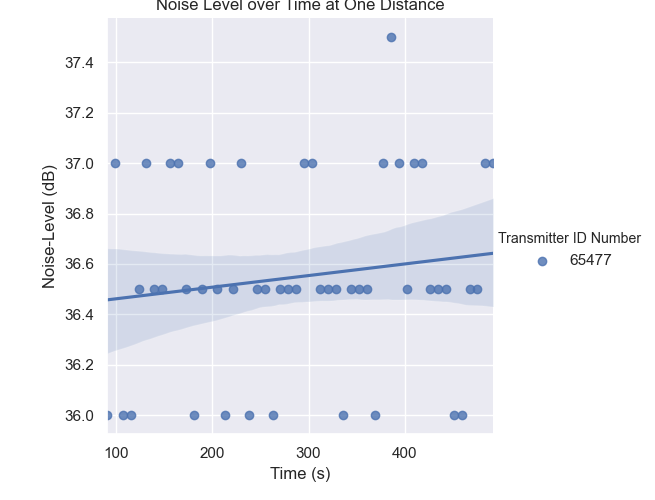 Noise Level over Time at One Distance
37.4
37.2
37.0
36.8
36.6
36.4
36.2
36.0
Noise-Level (dB)
100 200 300 400
Time (s)
Transmitter ID Number
65477